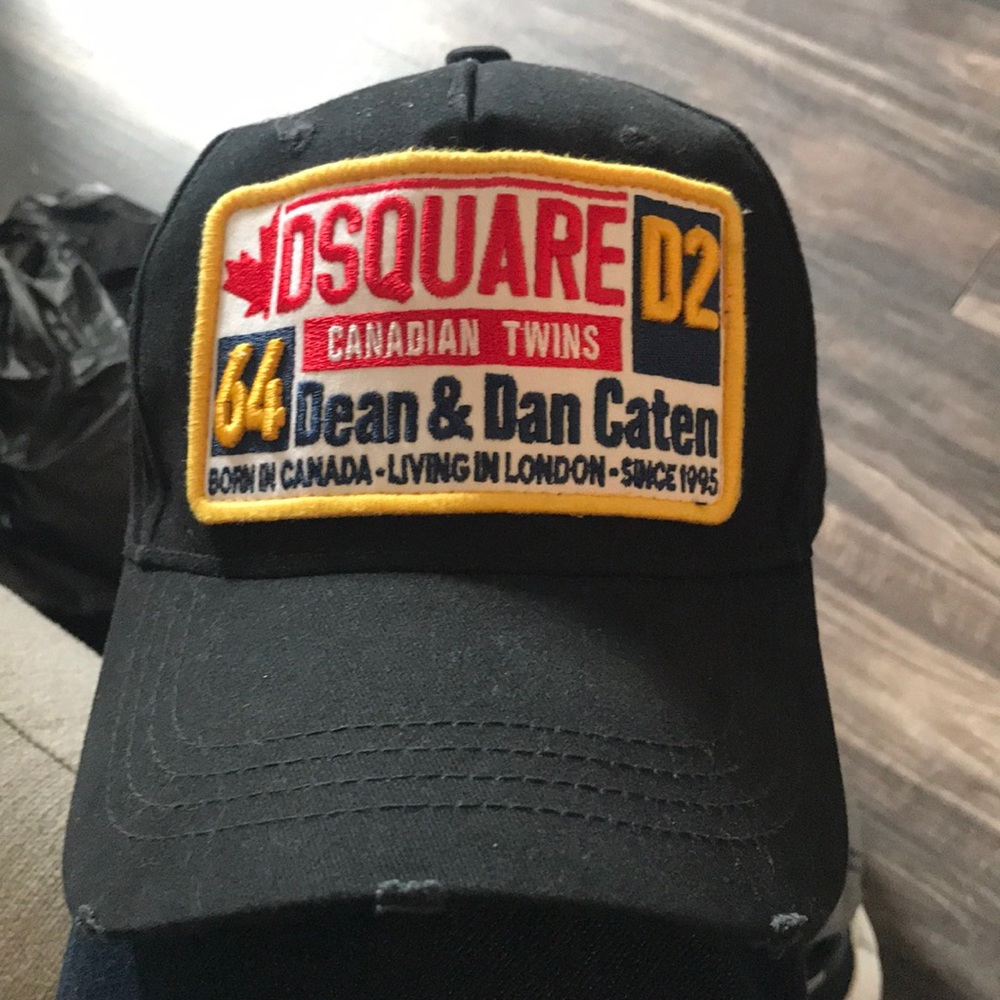 DSQUARE D2
CANADIAN TWINS
64 Dean & Dan Caten
BORN IN CANADA - LIVING IN LONDON - SINCE 1995